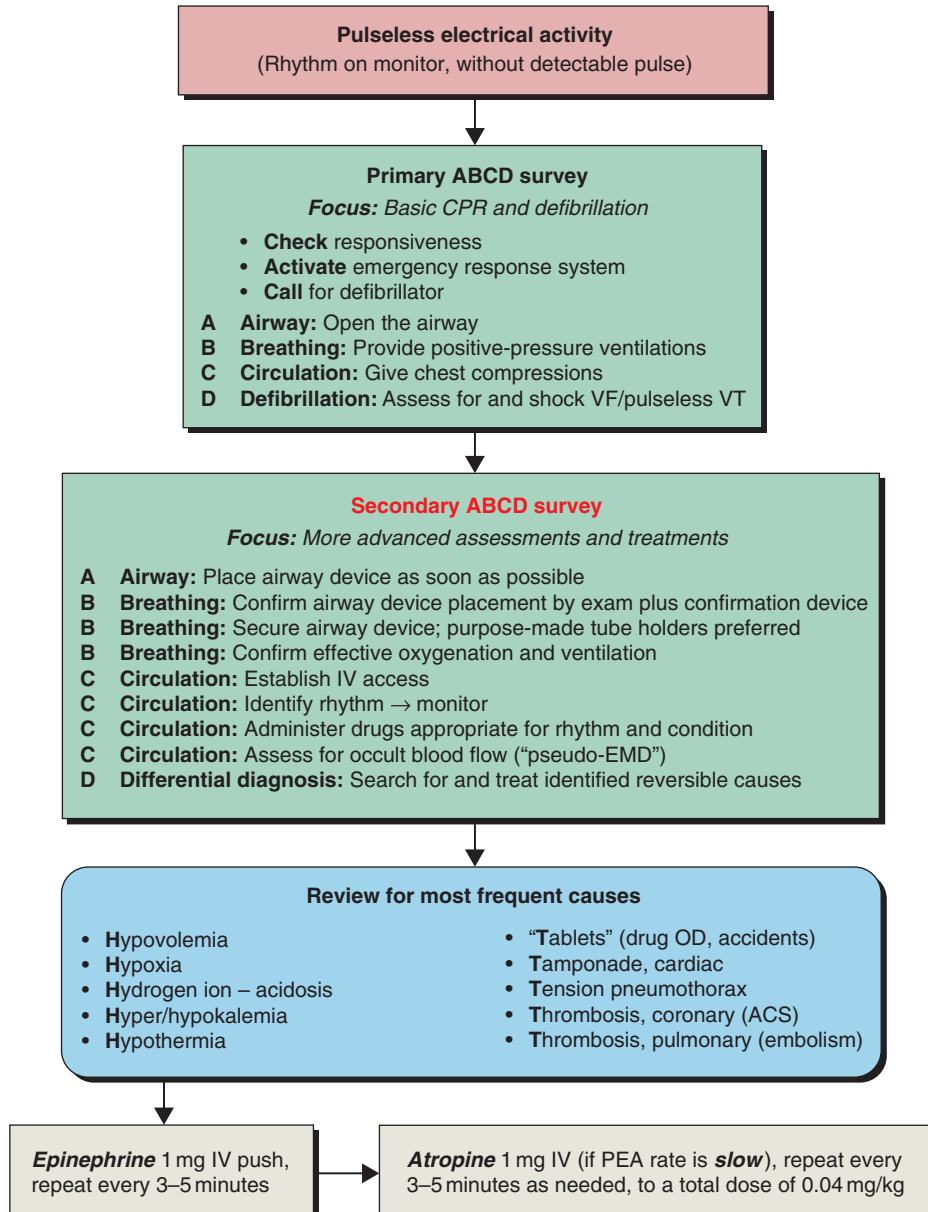 Pulseless electrical activity
(Rhythm on monitor, without detectable pulse)
Primary ABCD survey
Focus: Basic CPR and defibrillation
• Check responsiveness
• Activate emergency response system
• Call for defibrillator
A Airway: Open the airway
B Breathing: Provide positive-pressure ventilations
C Circulation: Give chest compressions
D Defibrillation: Assess for and shock VF/pulseless VT
Secondary ABCD survey
Focus: More advanced assessments and treatments
A Airway: Place airway device as soon as possible
B Breathing: Confirm airway device placement by exam plus confirmation device
B Breathing: Secure airway device; purpose-made tube holders preferred
B Breathing: Confirm effective oxygenation and ventilation
C Circulation: Establish IV access
C Circulation: Identify rhythm → monitor
C Circulation: Administer drugs appropriate for rhythm and condition
C Circulation: Assess for occult blood flow (“pseudo-EMD”)
D Differential diagnosis: Search for and treat identified reversible causes
Review for most frequent causes
• Hypovolemia
• Hypoxia
• Hydrogen ion – acidosis
• Hyper/hypokalemia
• Hypothermia
• “Tablets” (drug OD, accidents)
• Tamponade, cardiac
• Tension pneumothorax
• Thrombosis, coronary (ACS)
• Thrombosis, pulmonary (embolism)
Epinephrine 1 mg IV push,
repeat every 3–5 minutes
Atropine 1 mg IV (if PEA rate is slow), repeat every
3–5 minutes as needed, to a total dose of 0.04 mg/kg